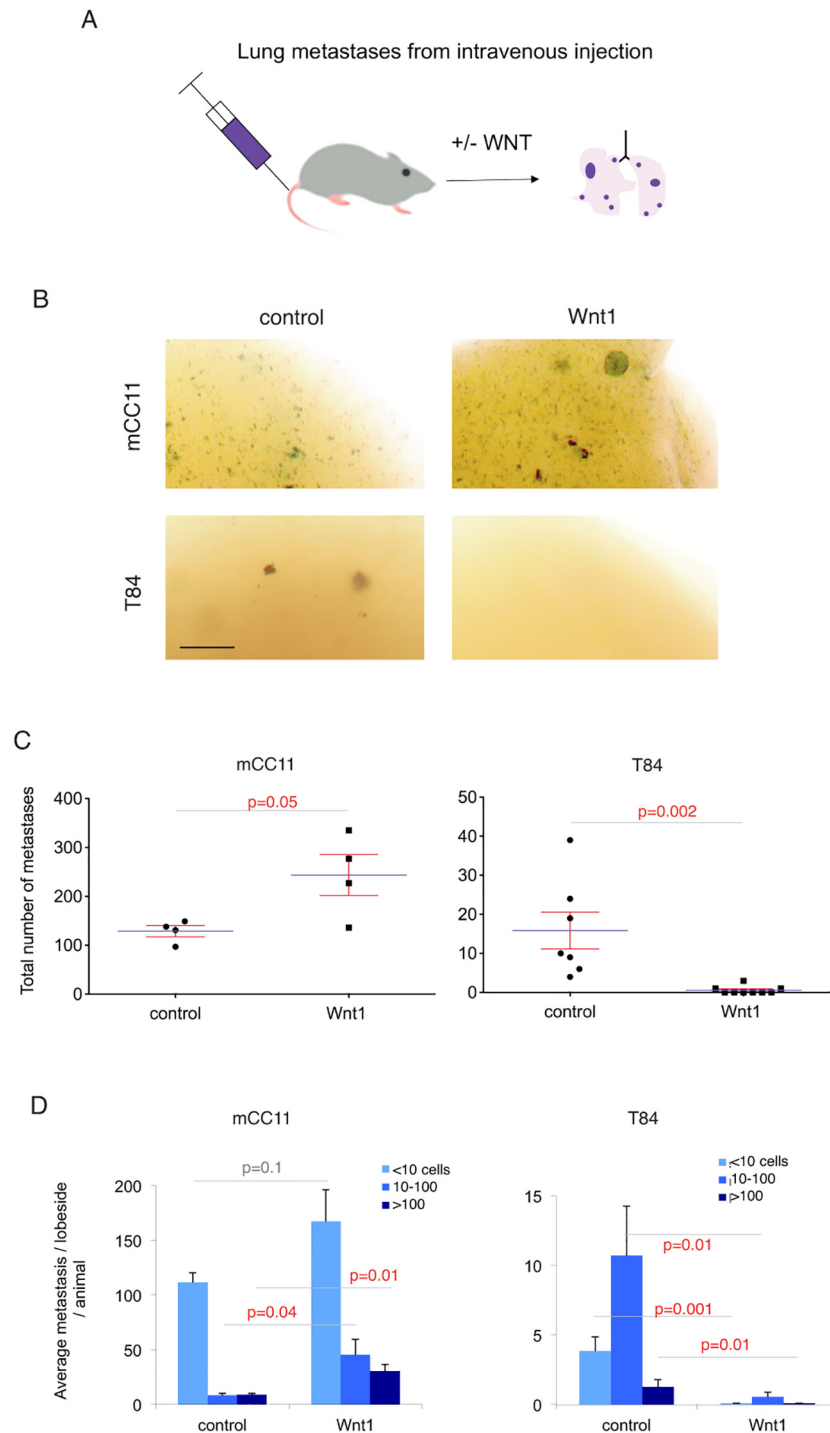 A
Lung metastases from intravenous injection
+/- WNT
B
control
Wnt1
mCC11
T84
C
mCC11
Total number of metastases
400
300
200
100
0
p=0.05
control
Wnt1
T84
50
40
30
20
10
0
p=0.002
control
Wnt1
D
mCC11
Average metastasis / lobeside
/ animal
200
150
100
50
0
p=0.1
<10 cells
10-100
>100
p=0.01
p=0.04
control
Wnt1
T84
15
10
5
0
<10 cells
10-100
>100
p=0.01
p=0.001
p=0.01
control
Wnt1